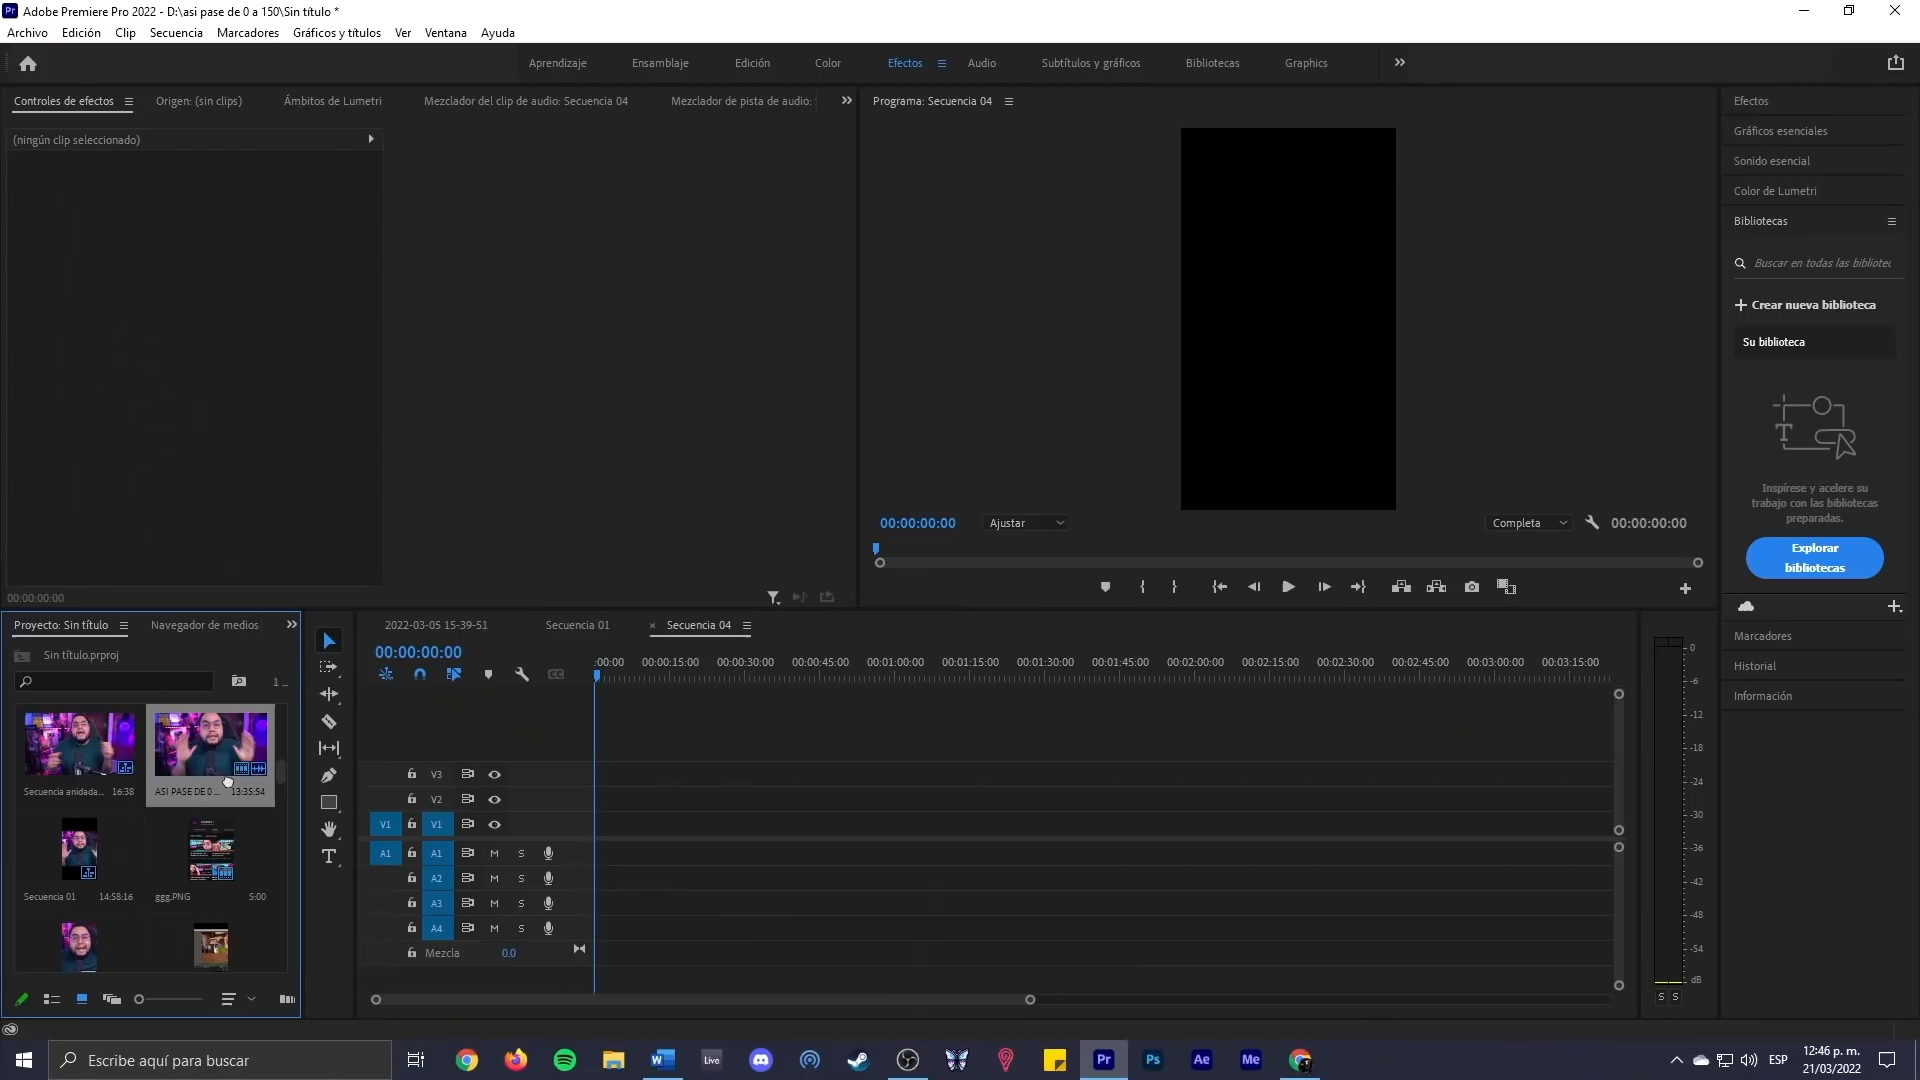 Adobe Premiere Pro 2022 - D:\asi pase de 0 a 150\Sin título *
Archivo Edición Clip Secuencia Marcadores Gráficos y títulos Ver Ventana Ayuda
Aprendizaje Ensamblaje Edición Color Efectos Audio Subtítulos y gráficos Bibliotecas Graphics
Controles de efectos Origen: (sin clips) Ámbitos de Lumetri Mezclador del clip de audio: Secuencia 04 Mezclador de pista de audio:
Programa: Secuencia 04
Efectos
(ningún clip seleccionado)
Gráficos esenciales
Sonido esencial
Color de Lumetri
Bibliotecas
Buscar en todas las bibliotec
Crear nueva biblioteca
Su biblioteca
Inspírese y acelere su
trabajo con las bibliotecas
preparadas.
Explorar
bibliotecas
00:00:00:00 Ajustar Completa 00:00:00:00
00:00:00:00
Proyecto: Sin título Navegador de medios
2022-03-05 15-39-51 Secuencia 01 × Secuencia 04
Marcadores
Historial
Información
Sin título.prproj
00:00:00:00
:00:00 00:00:15:00 00:00:30:00 00:00:45:00 00:01:00:00 00:01:15:00 00:01:30:00 00:01:45:00 00:02:00:00 00:02:15:00 00:02:30:00 00:02:45:00 00:03:00:00 00:03:15:00
1 ...
Secuencia anidada... 16:38
ASI PASE DE 0 ... 13:35:54
Secuencia 01 14:58:16
ggg.PNG 5:00
V3
V2
V1 V1
A1 A1 M S
A2 M S
A3 M S
A4 M S
Mezcla 0.0
0
-6
-12
-18
-24
-30
-36
-42
-48
-54
dB
S S
Escribe aquí para buscar
Live
Pr
Ps
Ae
Me
ESP
12:46 p. m.
21/03/2022